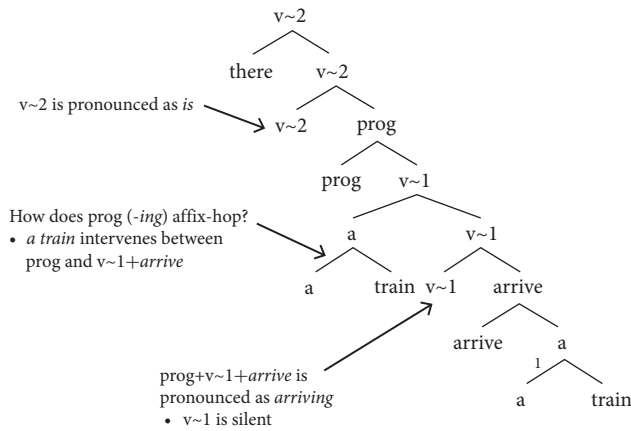 v~2
there v~2
v~2 is pronounced as is
v~2 prog
prog v~1
How does prog (-ing) affix-hop?
• a train intervenes between
prog and v~1+arrive
a v~1
a train v~1 arrive
arrive a
1
a train
prog+v~1+arrive is
pronounced as arriving
• v~1 is silent